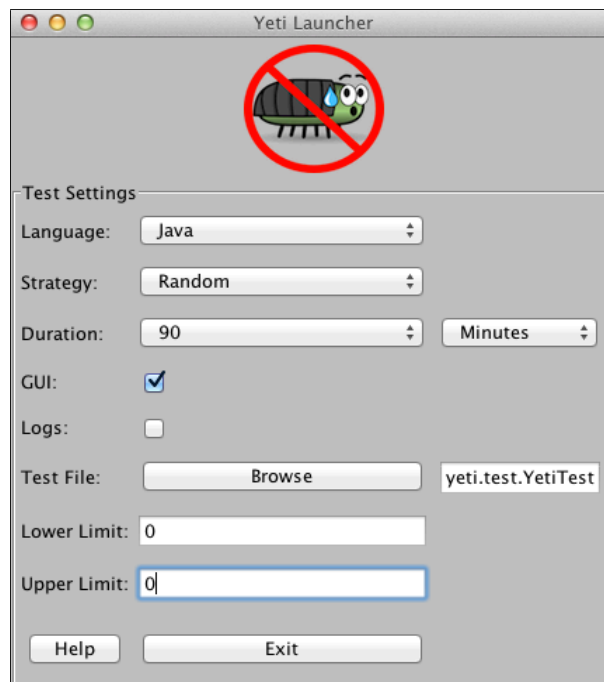 Yeti Launcher
Test Settings
Language: Java
Strategy: Random
Duration: 90 Minutes
GUI:
Logs:
Test File: Browse yeti.test.YetiTest
Lower Limit: 0
Upper Limit: 0
Help Exit